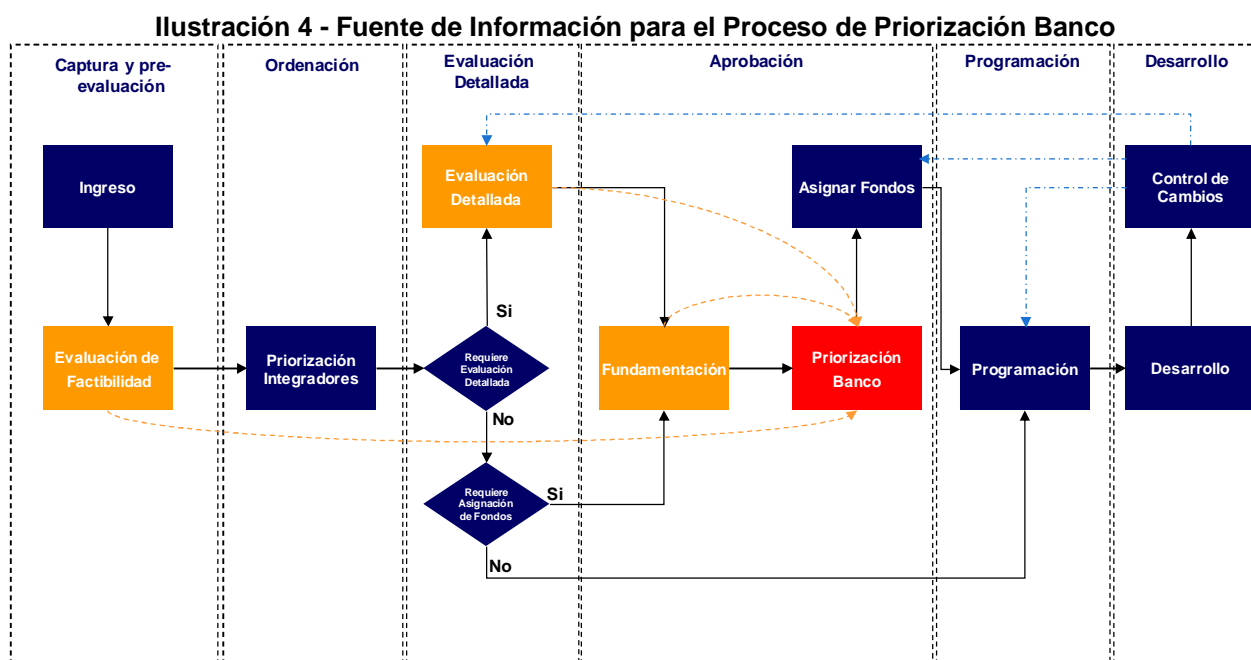 Ilustración 4 - Fuente de Información para el Proceso de Priorización Banco
Captura y pre-
evaluación
Ordenación
Evaluación
Detallada
Aprobación
Programación
Desarrollo
Ingreso
Evaluación
Detallada
Asignar Fondos
Control de
Cambios
Si
Evaluación de
Factibilidad
Priorización
Integradores
Requiere
Evaluación
Detallada
Fundamentación
Priorización
Banco
Programación
Desarrollo
No
Requiere
Asignación
de Fondos
Si
No